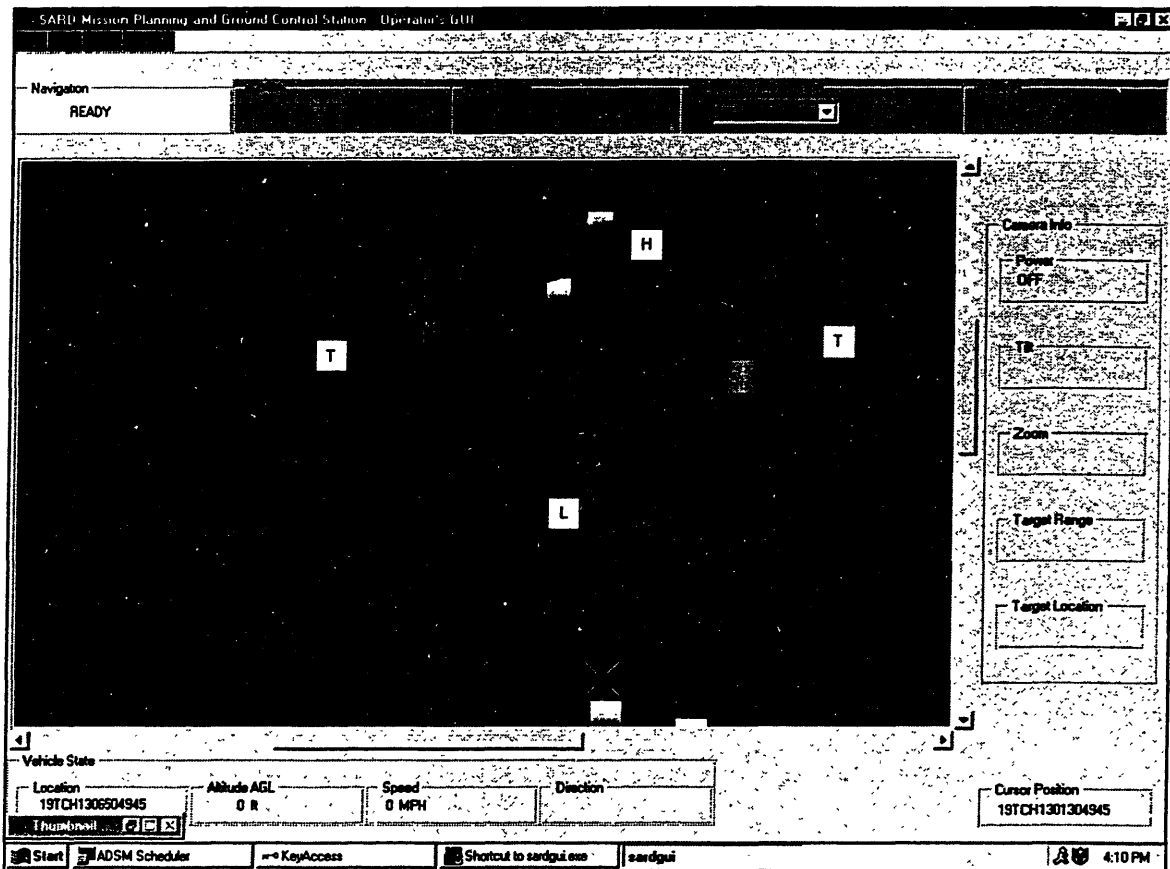 SARD Mission Planning and Ground Control Station Operator's GUI
Navigation
READY
H
T
T
L
Camera Info
Power
OFF
Tilt
Zoom
Target Range
Target Location
Vehicle State
Location
19TCH1306504945
Altitude AGL
0 ft
Speed
0 MPH
Direction
Cursor Position
19TCH1301304945
Thumbnail
Start
ADSM Scheduler
KeyAccess
Shortcut to sardgui.exe
sardgui
4:10 PM